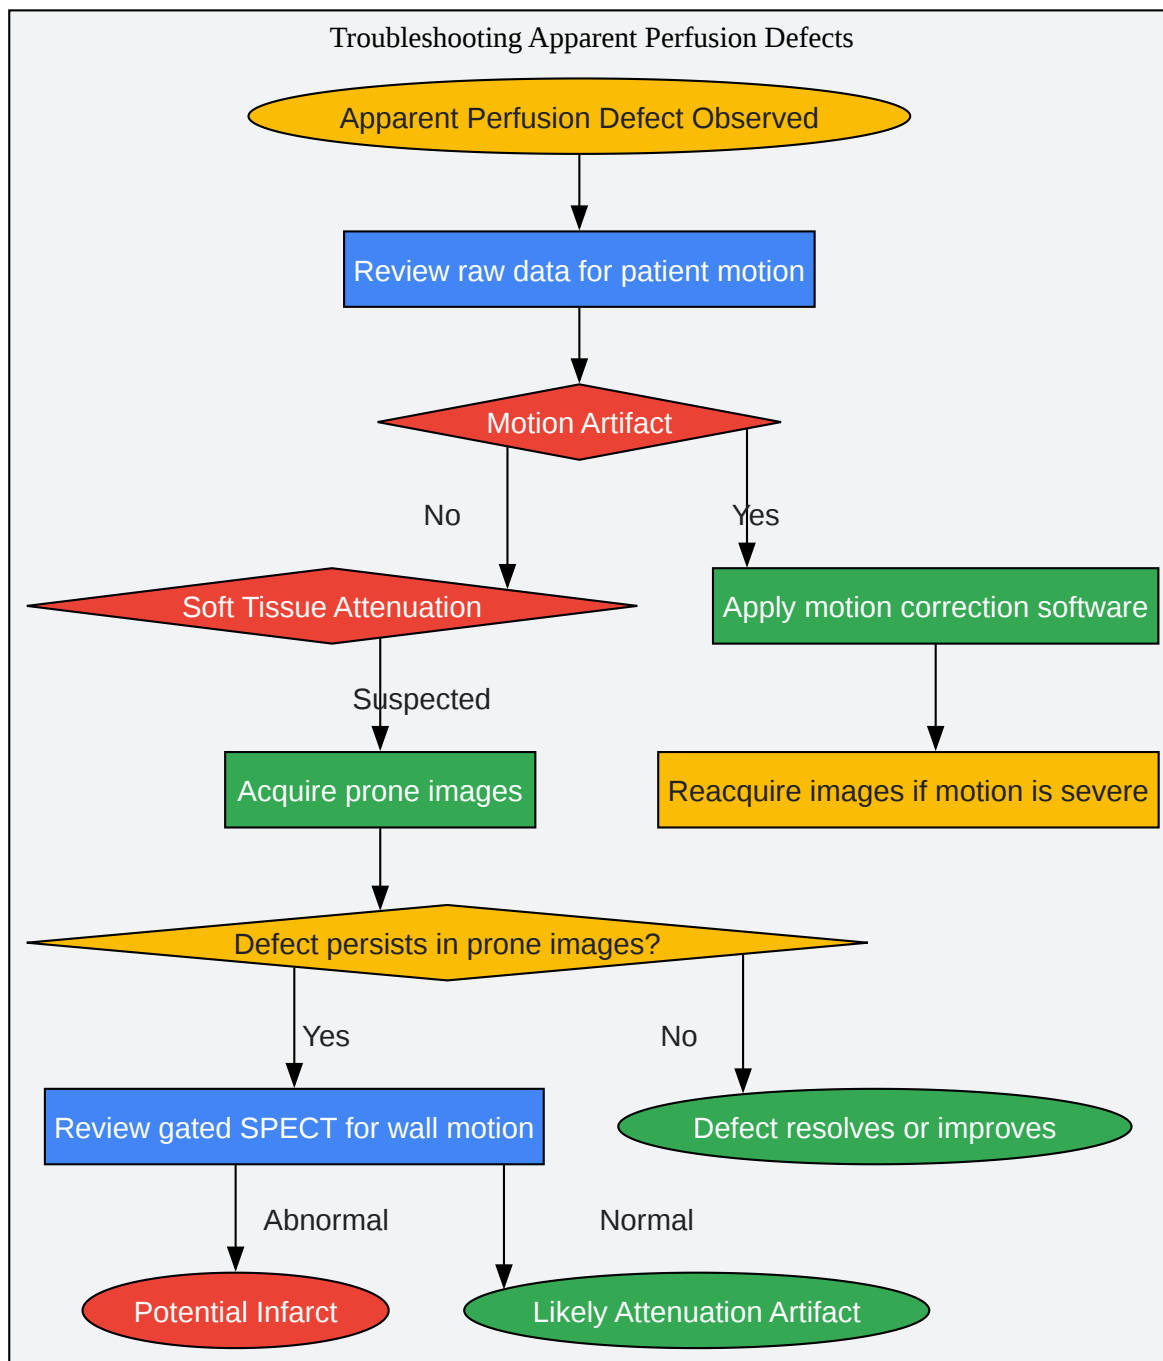 Troubleshooting Apparent Perfusion Defects
Apparent Perfusion Defect Observed
Review raw data for patient motion
Motion Artifact
No
Yes
Soft Tissue Attenuation
Apply motion correction software
Suspected
Acquire prone images
Reacquire images if motion is severe
Defect persists in prone images?
Yes
No
Review gated SPECT for wall motion
Defect resolves or improves
Abnormal
Normal
Potential Infarct
Likely Attenuation Artifact